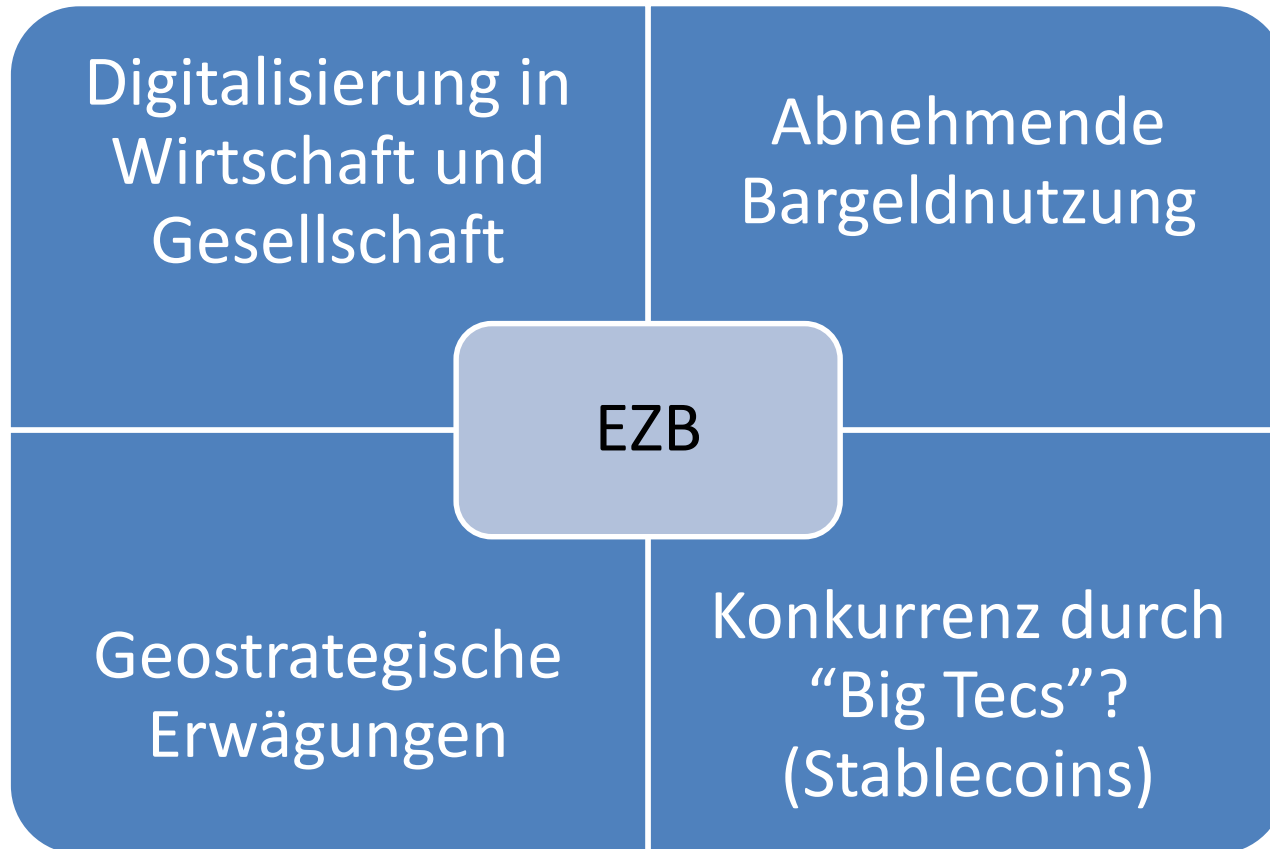 Digitalisierung in
Wirtschaft und
Gesellschaft
Abnehmende
Bargeldnutzung
EZB
Geostrategische
Erwägungen
Konkurrenz durch
“Big Tecs”?
(Stablecoins)